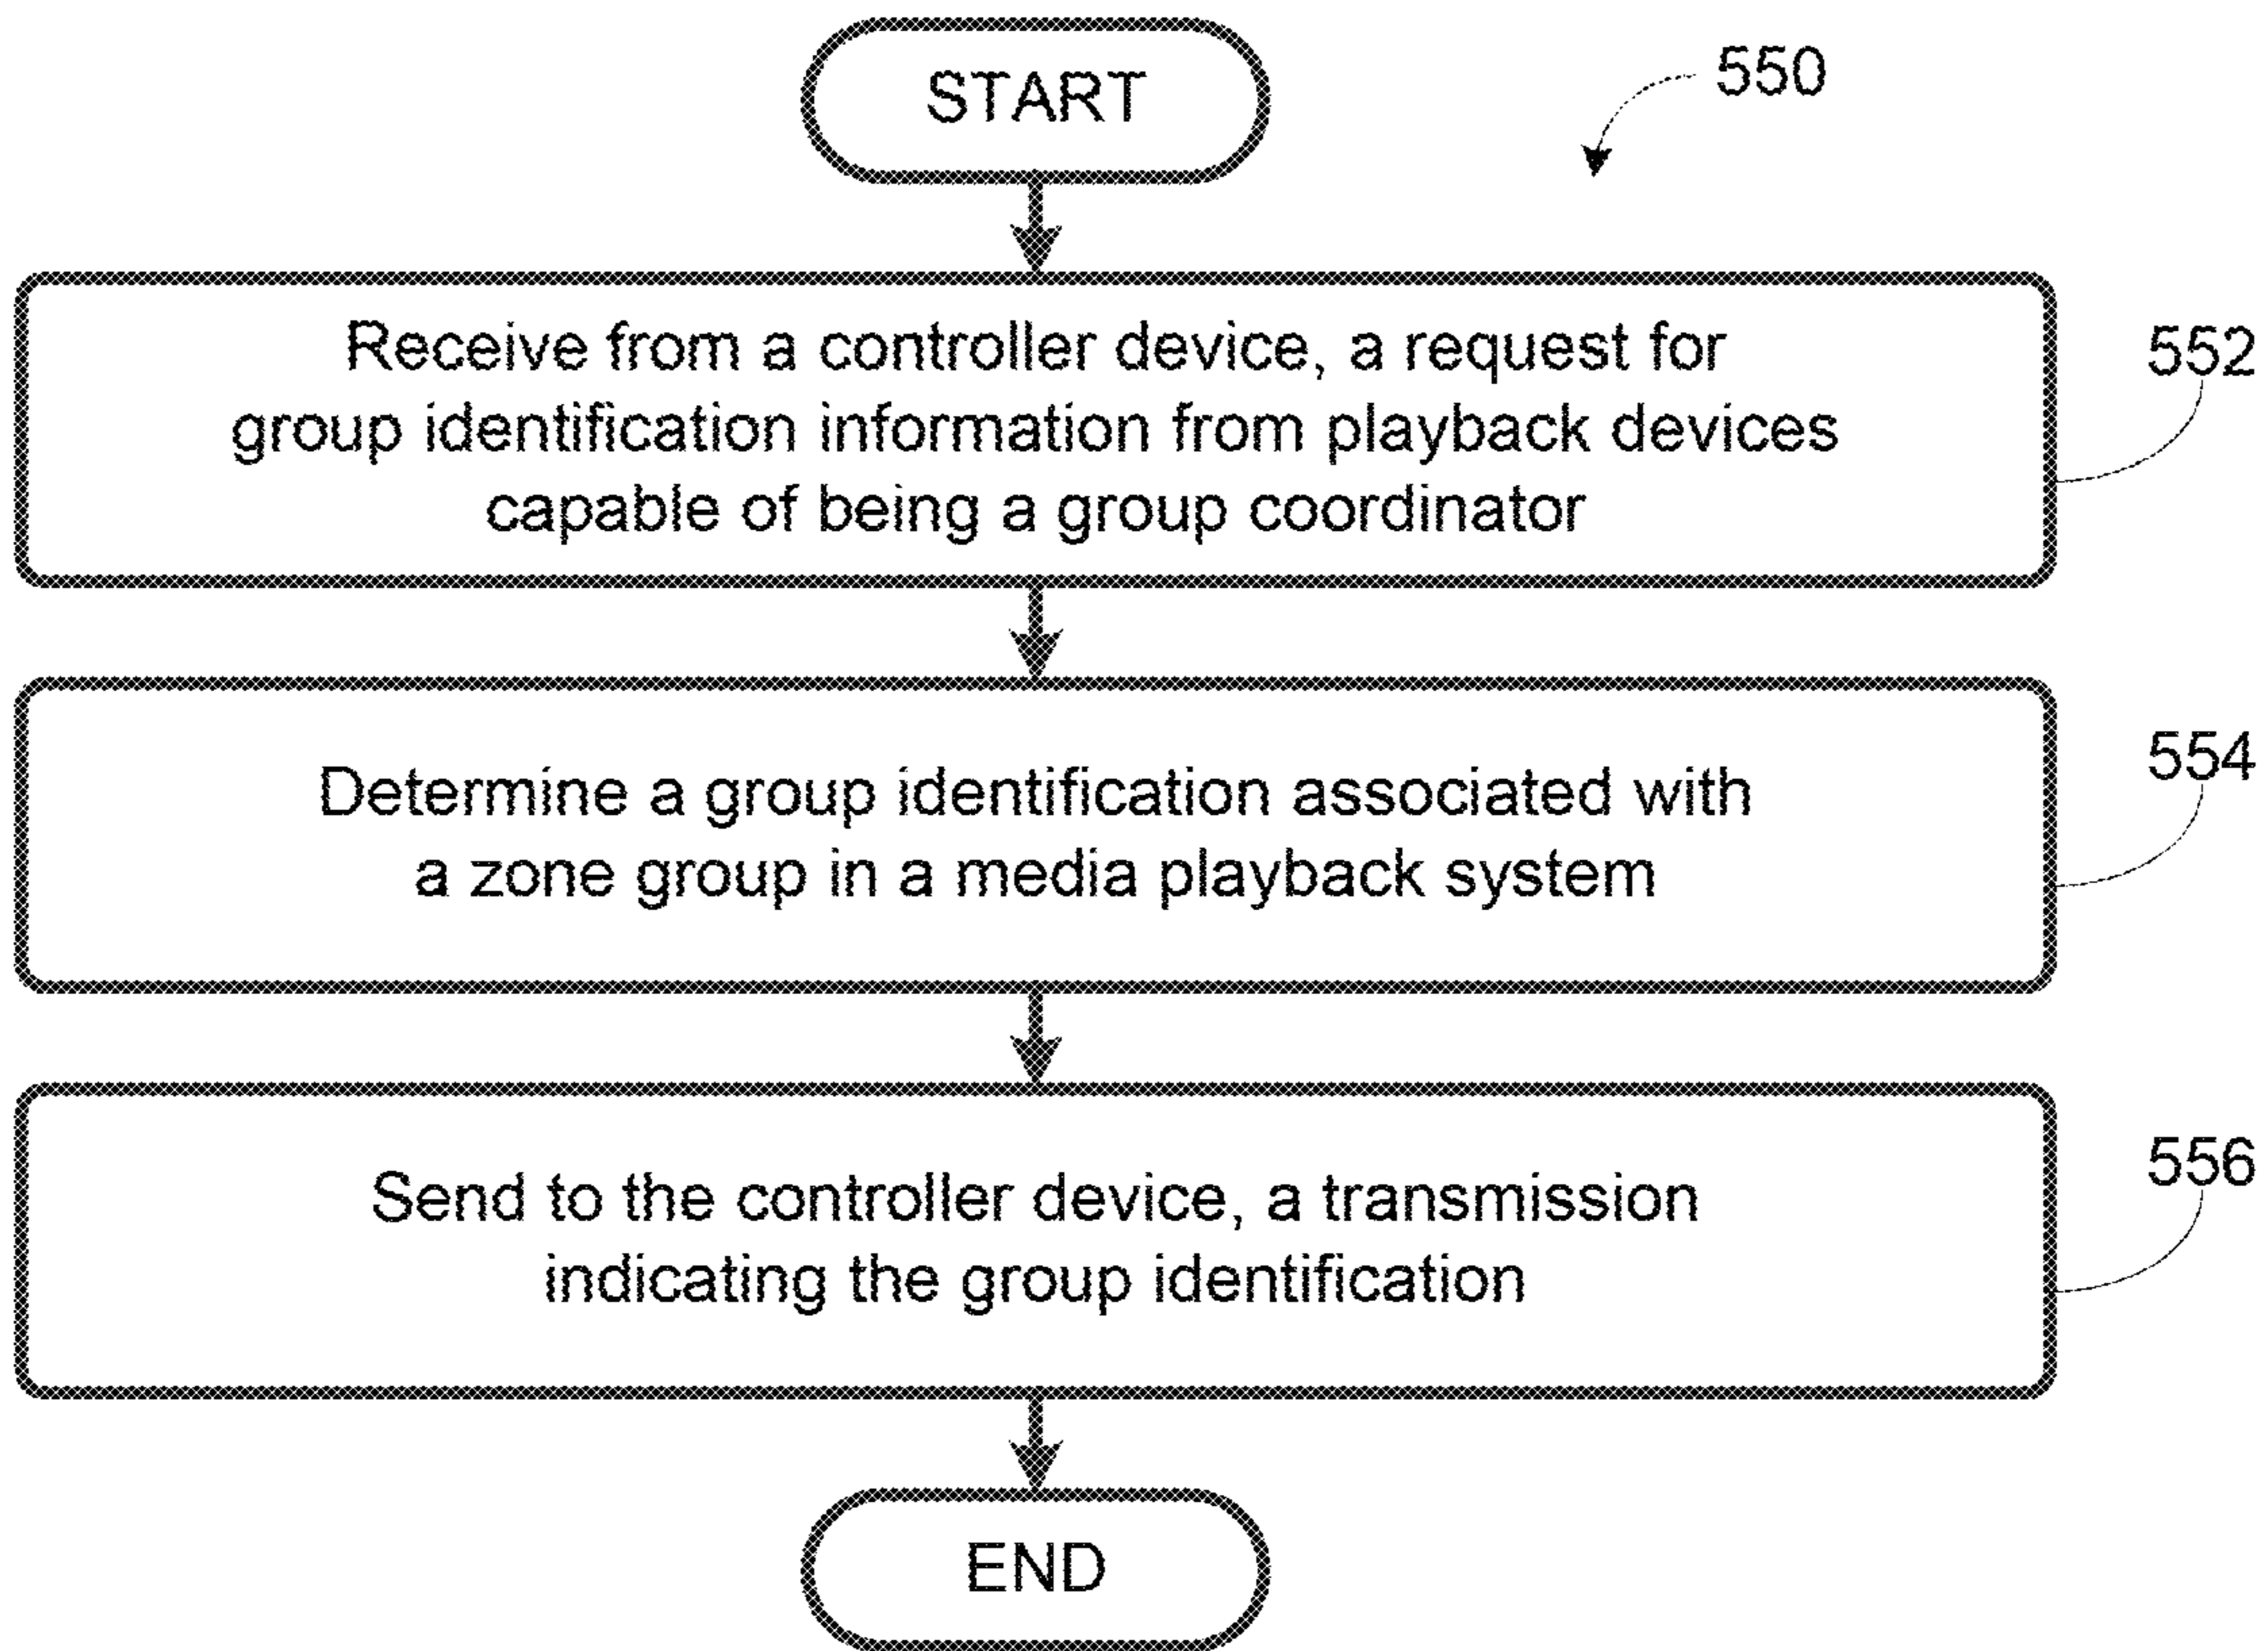 START
550
Receive from a controller device, a request for
group identification information from playback devices
capable of being a group coordinator
552
Determine a group identification associated with
a zone group in a media playback system
554
Send to the controller device, a transmission
indicating the group identification
556
END